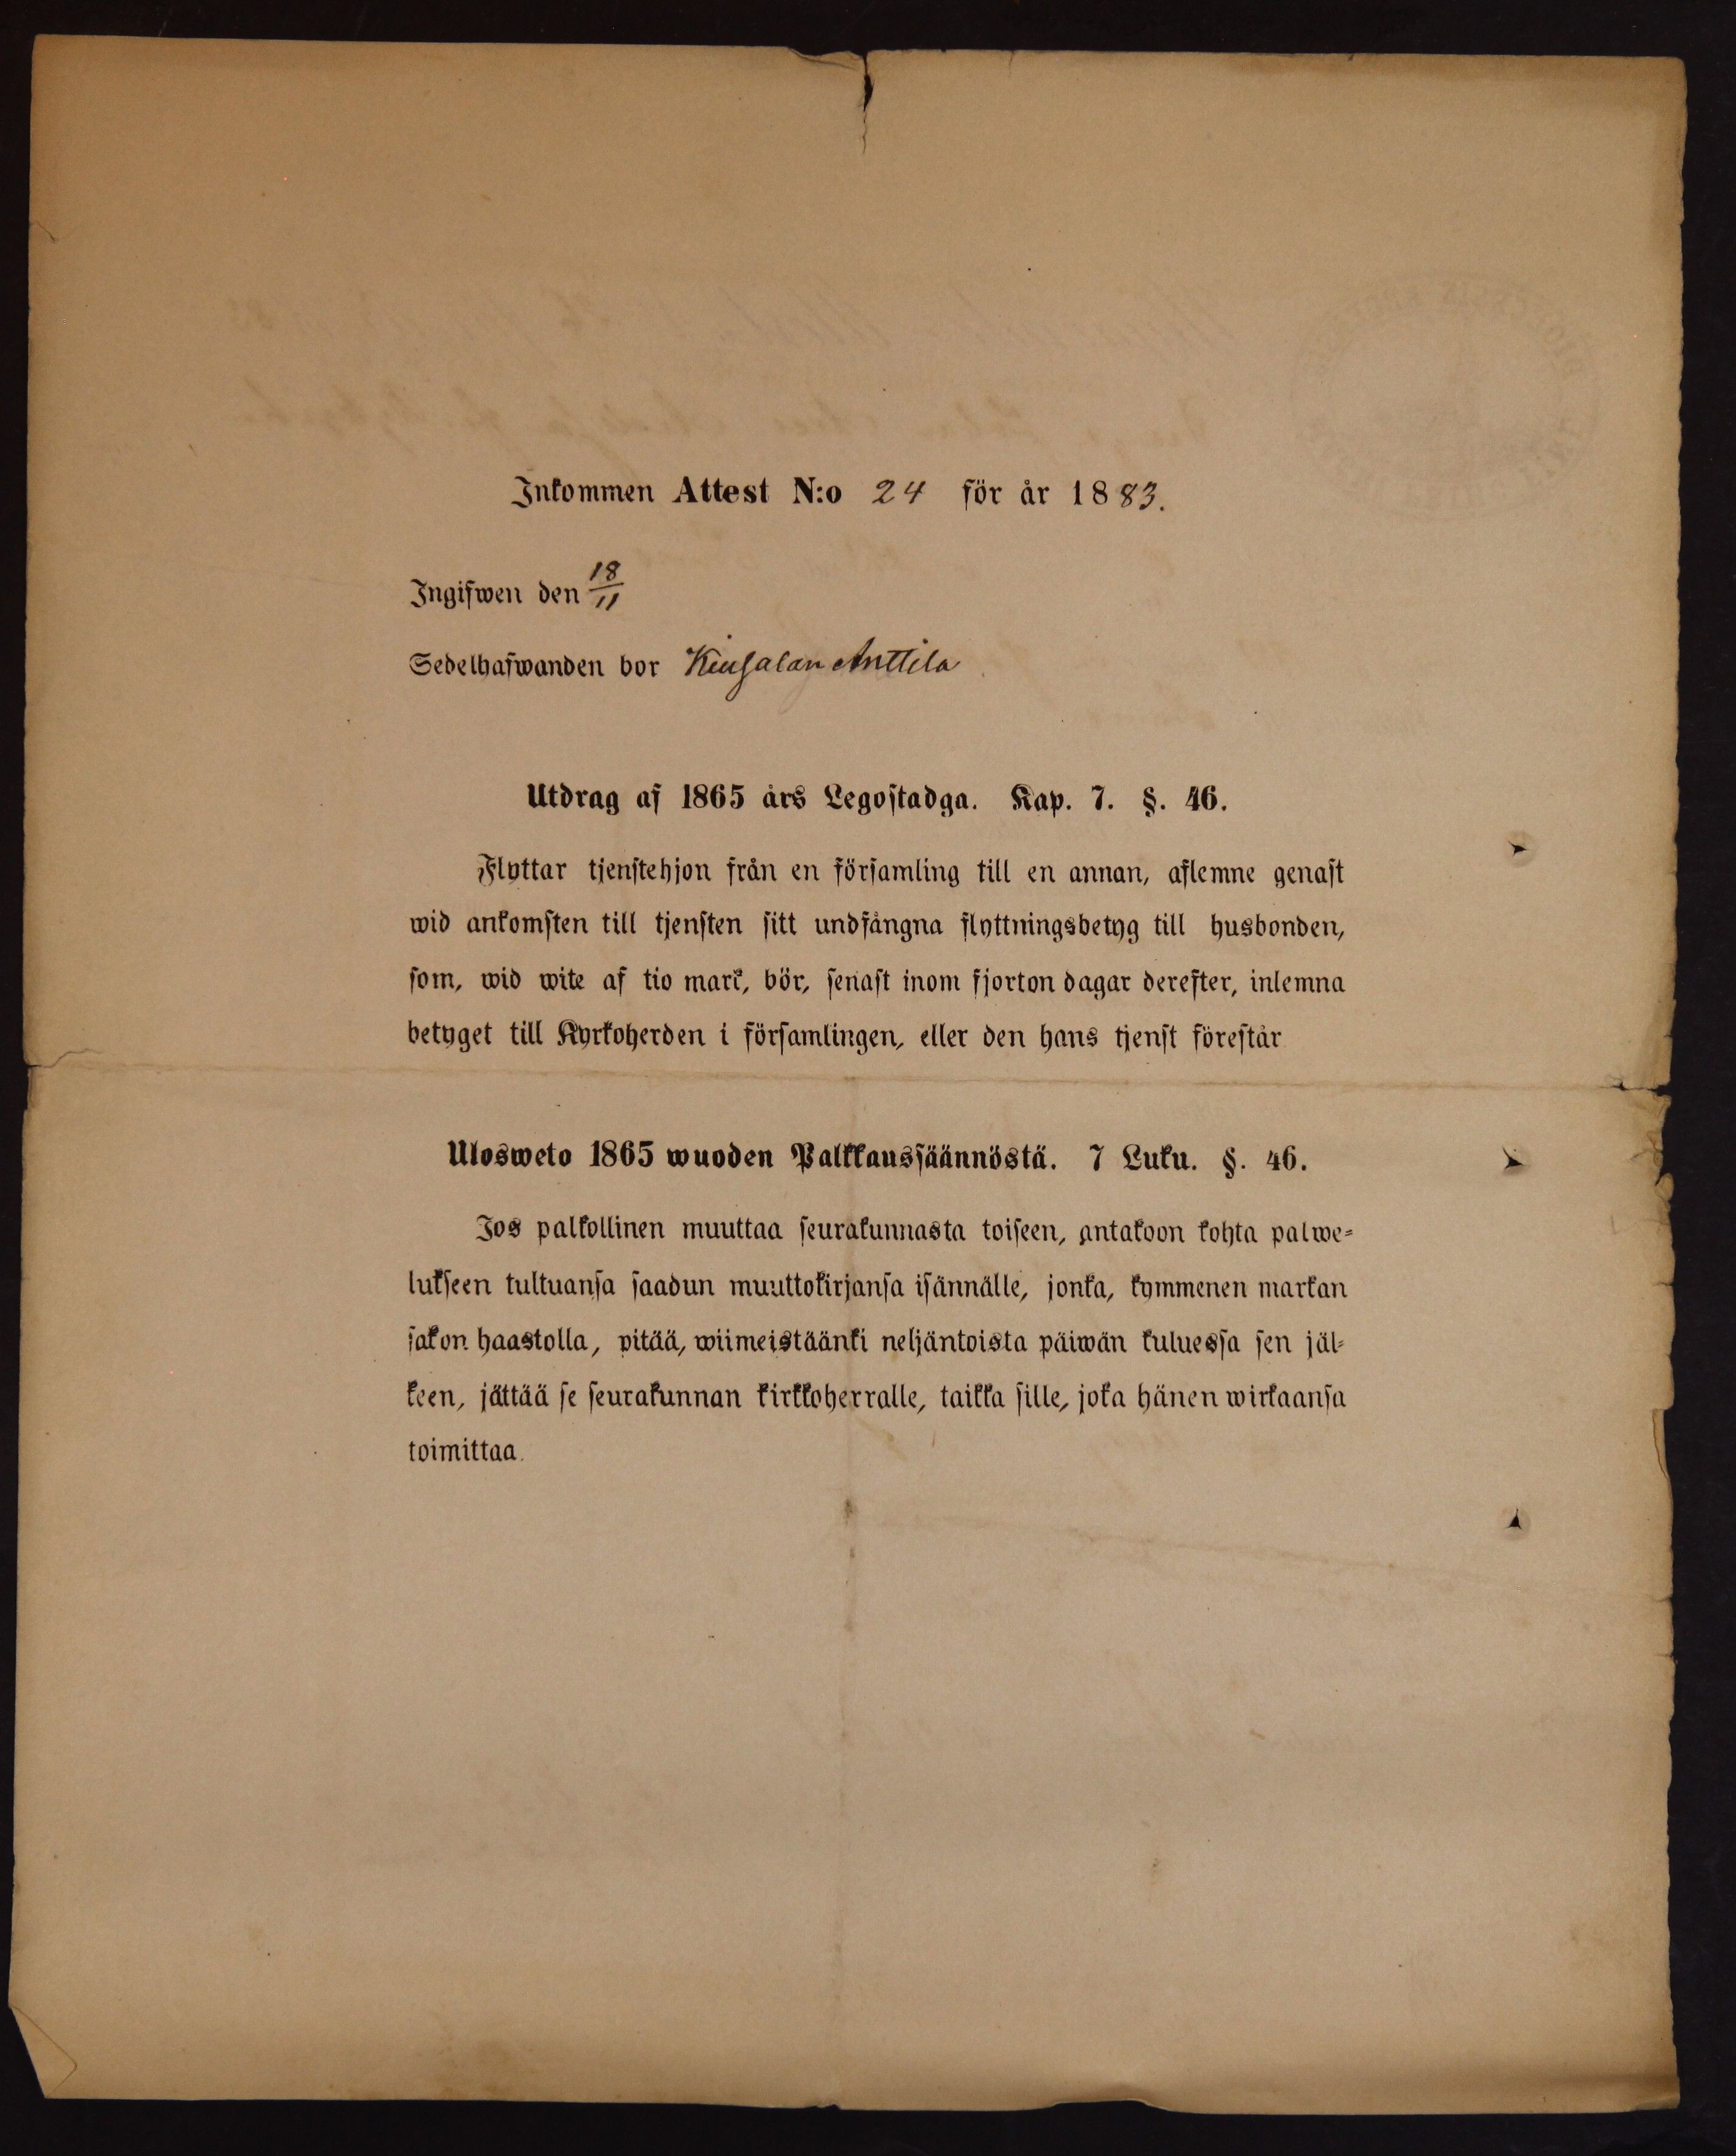 Inkommen Attest N:o 24 för år 1883.
Ingifwen den 18/11
Sedelhafwanden bor Anttila
Utdrag af 1865 års Legostadga. Kap. 7. §. 46.
Flyttar tjenstehjon från en församling till en annan, aflemne genast
wid ankomsten till tjensten sitt undfångna flyttningsbetyg till husbonden,
som, wid wite af tio mark, bör, senast inom fjorton dagar derefter, inlemna
betyget till Kyrkoherden i församlingen, eller den hans tjenst förestår
Ulosweto 1865 wuoden Palkkaussäännöstä. 7 Luku. §. 46.
Jos palkollinen muuttaa seurakunnasta toiseen, antakoon kohta palwe-
lukseen tultuansa saadun muuttokirjansa isännälle, jonka, kymmenen markan
sakon haastolla, pitää, wiimeistäänki neljäntoista päiwän kuluessa sen jäl-
keen, jättää se seurakunnan kirkkoherralle, taikka sille, joka hänen wirkaansa
toimittaa.